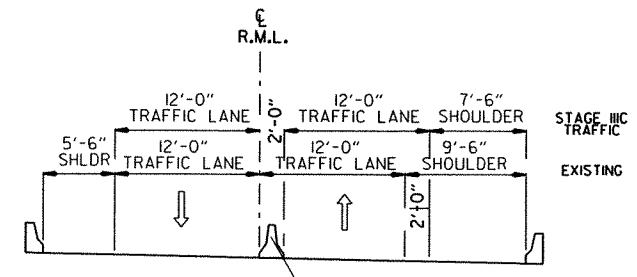 ℄
R.M.L.
12'-0" 12'-0" 7'-6"
TRAFFIC LANE 2'-0" TRAFFIC LANE SHOULDER STAGE IIIC
TRAFFIC
5'-6" 12'-0" 12'-0" 9'-6"
SHLDR TRAFFIC LANE TRAFFIC LANE SHOULDER EXISTING
2'-0"